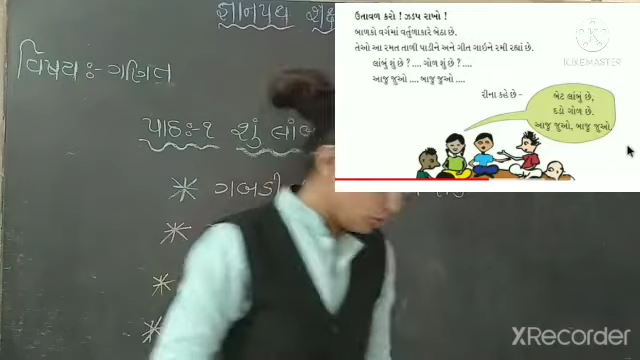 જ્ઞાનપથ
વિષય:- ગણિત
પાઠ:-૧ શું લાંબ
ગબડી
ઉતાવળ કરો ! ઝડપ રાખો !
બાળકો વર્ગમાં વર્તુળાકારે બેઠા છે.
તેઓ આ રમત તાળી પાડીને અને ગીત ગાઈને રમી રહ્યાં છે.
લાંબું શું છે ? .... ગોળ શું છે ? ....
આજુ જુઓ .... બાજુ જુઓ ....
રીના કહે છે -
બેટ લાંબું છે,
દડો ગોળ છે.
આજુ જુઓ, બાજુ જુઓ.
KINEMASTER
XRecorder